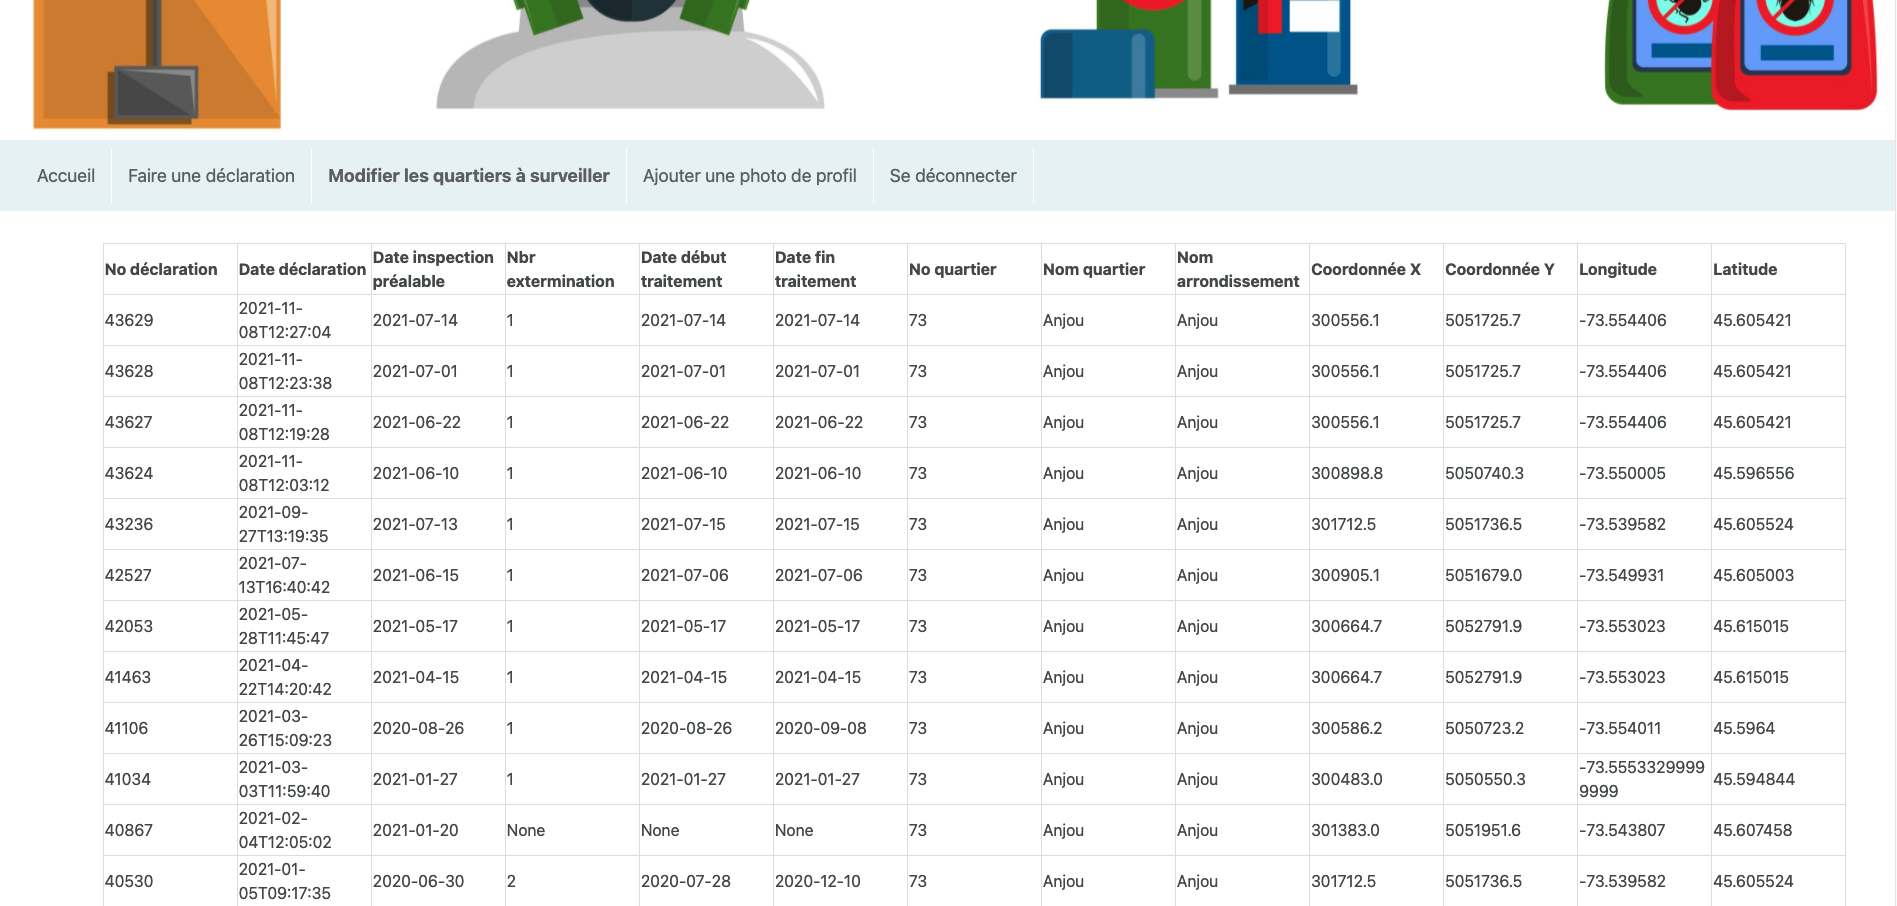 Accueil Faire une déclaration Modifier les quartiers à surveiller Ajouter une photo de profil Se déconnecter
No déclaration Date déclaration Date inspection préalable Nbr extermination Date début traitement Date fin traitement No quartier Nom quartier Nom arrondissement Coordonnée X Coordonnée Y Longitude Latitude
43629 2021-11-08T12:27:04 2021-07-14 1 2021-07-14 2021-07-14 73 Anjou Anjou 300556.1 5051725.7 -73.554406 45.605421
43628 2021-11-08T12:23:38 2021-07-01 1 2021-07-01 2021-07-01 73 Anjou Anjou 300556.1 5051725.7 -73.554406 45.605421
43627 2021-11-08T12:19:28 2021-06-22 1 2021-06-22 2021-06-22 73 Anjou Anjou 300556.1 5051725.7 -73.554406 45.605421
43624 2021-11-08T12:03:12 2021-06-10 1 2021-06-10 2021-06-10 73 Anjou Anjou 300898.8 5050740.3 -73.550005 45.596556
43236 2021-09-27T13:19:35 2021-07-13 1 2021-07-15 2021-07-15 73 Anjou Anjou 301712.5 5051736.5 -73.539582 45.605524
42527 2021-07-13T16:40:42 2021-06-15 1 2021-07-06 2021-07-06 73 Anjou Anjou 300905.1 5051679.0 -73.549931 45.605003
42053 2021-05-28T11:45:47 2021-05-17 1 2021-05-17 2021-05-17 73 Anjou Anjou 300664.7 5052791.9 -73.553023 45.615015
41463 2021-04-22T14:20:42 2021-04-15 1 2021-04-15 2021-04-15 73 Anjou Anjou 300664.7 5052791.9 -73.553023 45.615015
41106 2021-03-26T15:09:23 2020-08-26 1 2020-08-26 2020-09-08 73 Anjou Anjou 300586.2 5050723.2 -73.554011 45.5964
41034 2021-03-03T11:59:40 2021-01-27 1 2021-01-27 2021-01-27 73 Anjou Anjou 300483.0 5050550.3 -73.55533299999999 45.594844
40867 2021-02-04T12:05:02 2021-01-20 None None None 73 Anjou Anjou 301383.0 5051951.6 -73.543807 45.607458
40530 2021-01-05T09:17:35 2020-06-30 2 2020-07-28 2020-12-10 73 Anjou Anjou 301712.5 5051736.5 -73.539582 45.605524